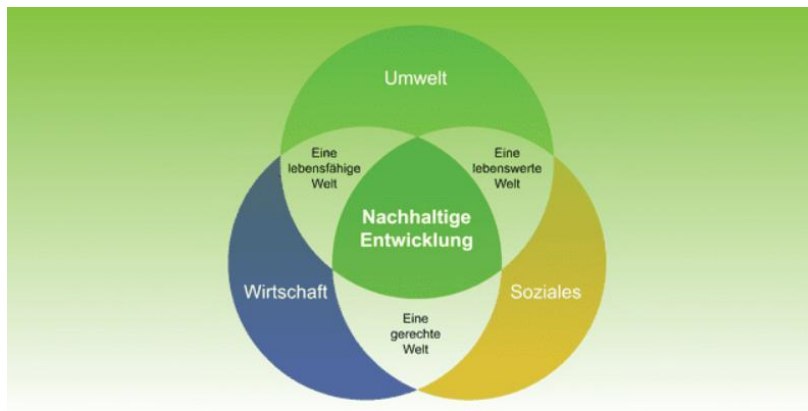 Umwelt
Eine
lebensfähige
Welt
Eine
lebenswerte
Welt
Nachhaltige
Entwicklung
Wirtschaft
Soziales
Eine
gerechte
Welt